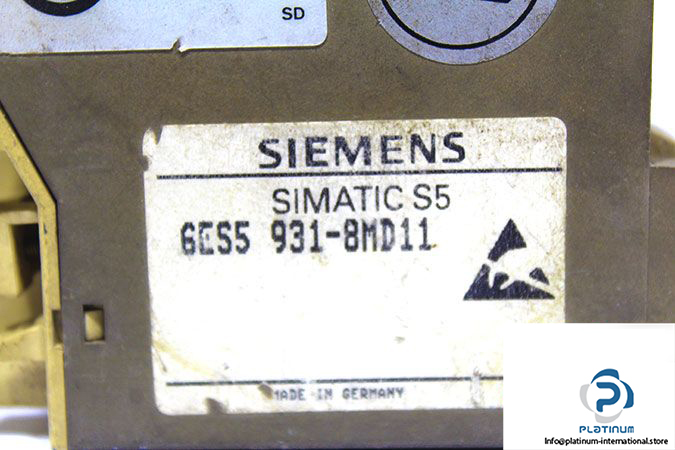 SD
SIEMENS
SIMATIC S5
6ES5 931-8MD11
MADE IN GERMANY
PLATINUM
Info@platinum-international.store